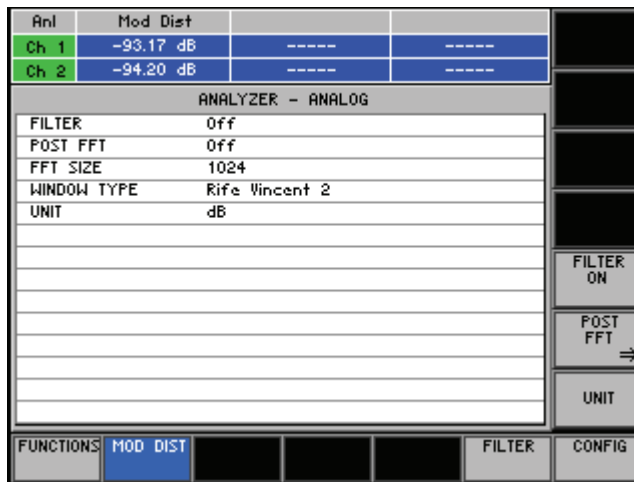 Anl Mod Dist
Ch 1 -93.17 dB ----- -----
Ch 2 -94.20 dB ----- -----
ANALYZER - ANALOG
FILTER Off
POST FFT Off
FFT SIZE 1024
WINDOW TYPE Rife Vincent 2
UNIT dB
FILTER
ON
POST
FFT
⇒
UNIT
FUNCTIONS MOD DIST FILTER CONFIG